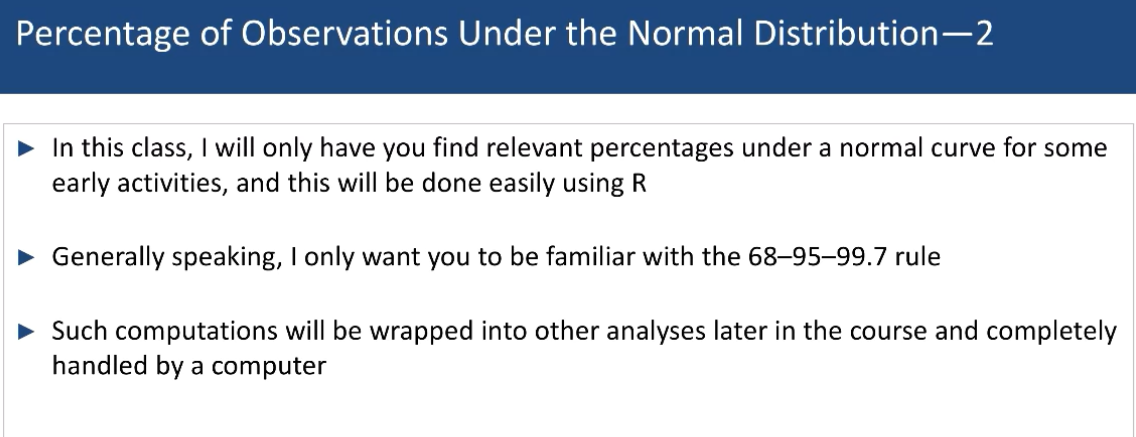 Percentage of Observations Under the Normal Distribution—2
► In this class, I will only have you find relevant percentages under a normal curve for some
early activities, and this will be done easily using R
► Generally speaking, I only want you to be familiar with the 68–95–99.7 rule
► Such computations will be wrapped into other analyses later in the course and completely
handled by a computer